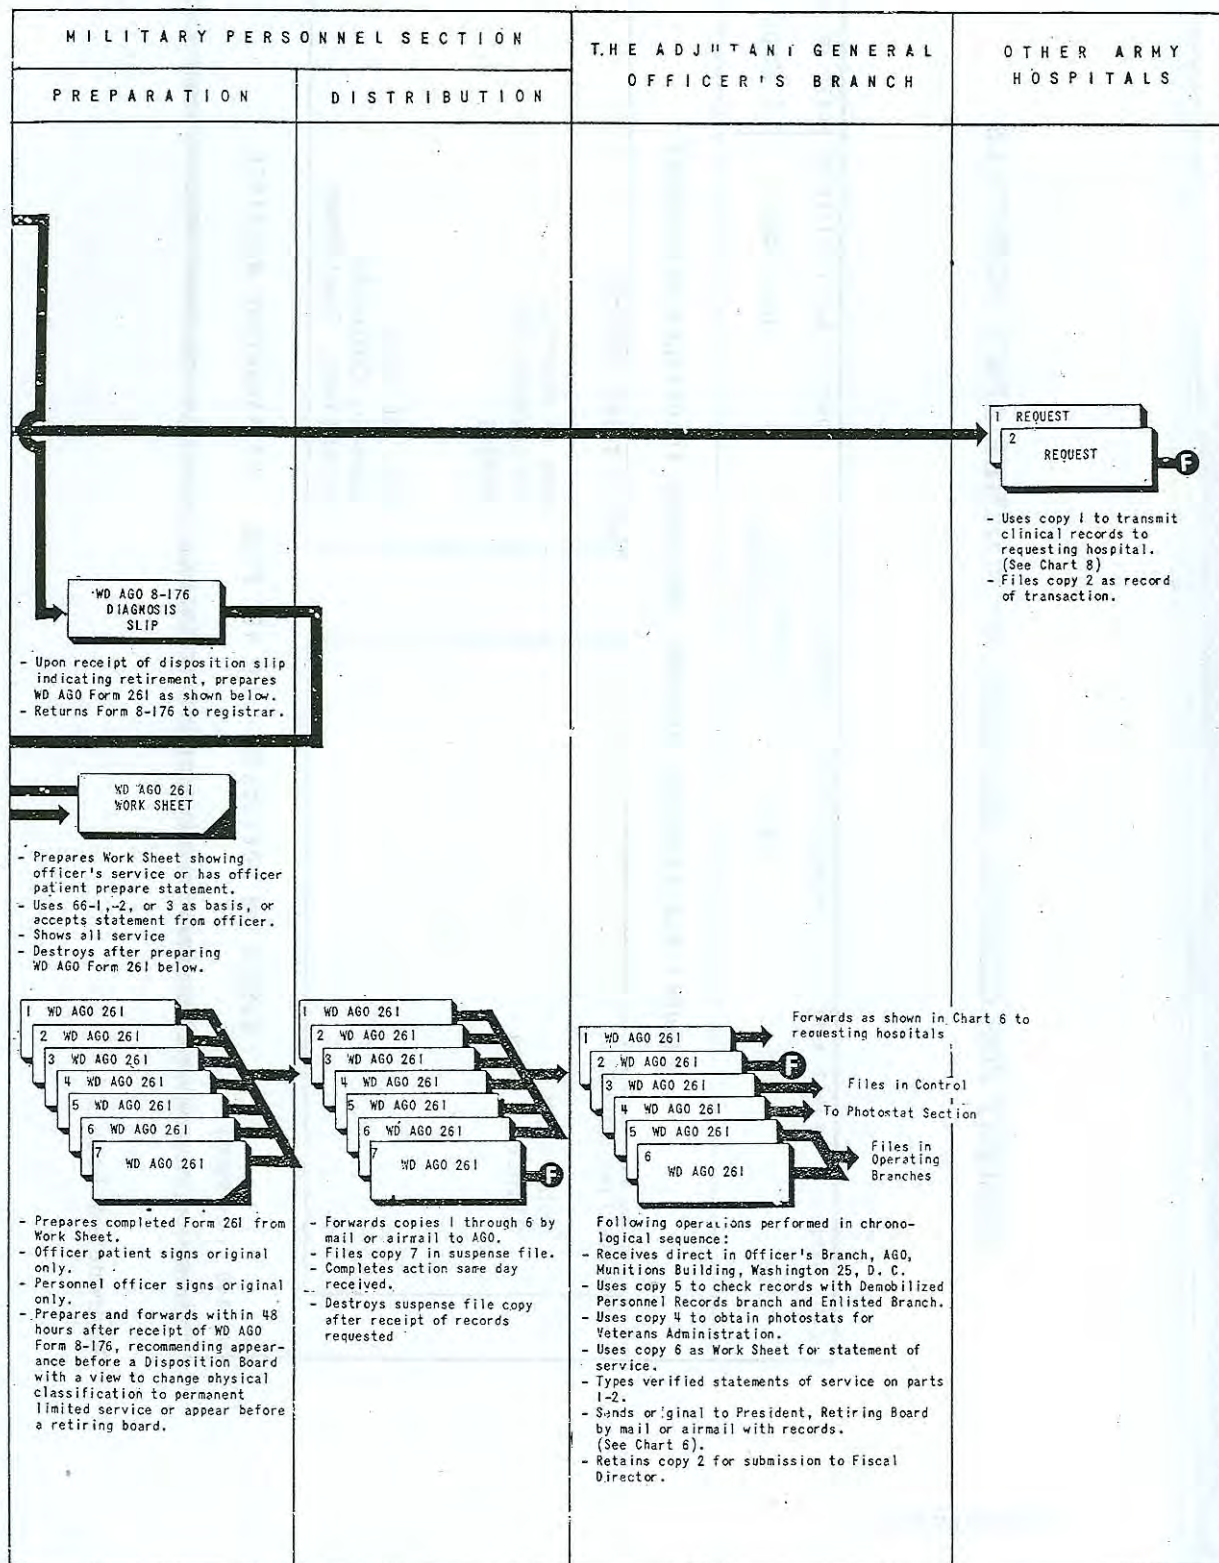 MILITARY PERSONNEL SECTION
PREPARATION
DISTRIBUTION
THE ADJUTANT GENERAL
OFFICER'S BRANCH
OTHER ARMY
HOSPITALS
1 REQUEST
2
REQUEST
F
- Uses copy 1 to transmit
clinical records to
requesting hospital.
(See Chart 8)
- Files copy 2 as record
of transaction.
WD AGO 8-176
DIAGNOSIS
SLIP
- Upon receipt of disposition slip
indicating retirement, prepares
WD AGO Form 261 as shown below.
- Returns Form 8-176 to registrar.
WD AGO 261
WORK SHEET
- Prepares Work Sheet showing
officer's service or has officer
patient prepare statement.
- Uses 66-1,-2, or 3 as basis, or
accepts statement from officer.
- Shows all service
- Destroys after preparing
WD AGO Form 261 below.
1 WD AGO 261
2 WD AGO 261
3 WD AGO 261
4 WD AGO 261
5 WD AGO 261
6 WD AGO 261
7
WD AGO 261
- Prepares completed Form 261 from
Work Sheet.
- Officer patient signs original
only.
- Personnel officer signs original
only.
- Prepares and forwards within 48
hours after receipt of WD AGO
Form 8-176, recommending appear-
ance before a Disposition Board
with a view to change physical
classification to permanent
limited service or appear before
a retiring board.
1 WD AGO 261
2 WD AGO 261
3 WD AGO 261
4 WD AGO 261
5 WD AGO 261
6 WD AGO 261
7
WD AGO 261
F
- Forwards copies 1 through 6 by
mail or airmail to AGO.
- Files copy 7 in suspense file.
- Completes action same day
received.
- Destroys suspense file copy
after receipt of records
requested
1 WD AGO 261
2 WD AGO 261
3 WD AGO 261
4 WD AGO 261
5 WD AGO 261
6
WD AGO 261
Forwards as shown in Chart 6 to
requesting hospitals
F
Files in Control
To Photostat Section
Files in
Operating
Branches
Following operations performed in chrono-
logical sequence:
- Receives direct in Officer's Branch, AGO,
Munitions Building, Washington 25, D. C.
- Uses copy 5 to check records with Demobilized
Personnel Records branch and Enlisted Branch.
- Uses copy 4 to obtain photostats for
Veterans Administration.
- Uses copy 6 as Work Sheet for statement of
service.
- Types verified statements of service on parts
1-2.
- Sends original to President, Retiring Board
by mail or airmail with records.
(See Chart 6).
- Retains copy 2 for submission to Fiscal
Director.